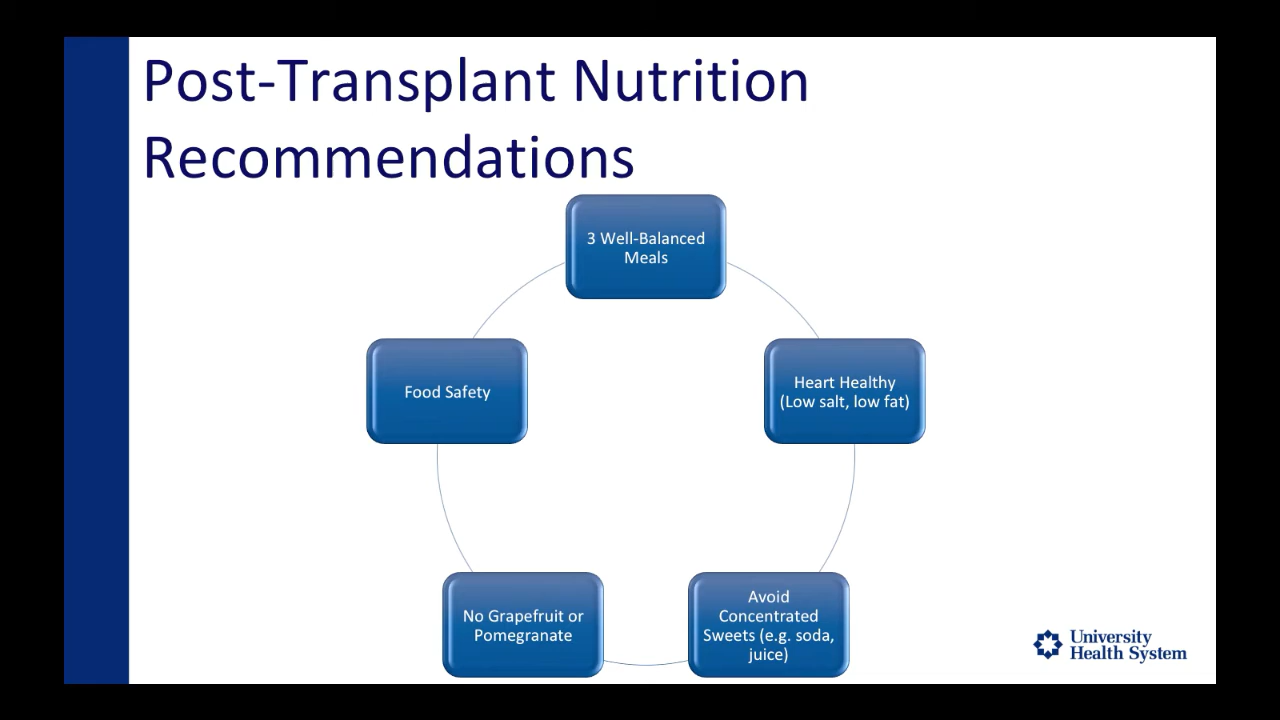 Post-Transplant Nutrition
Recommendations
3 Well-Balanced
Meals
Heart Healthy
(Low salt, low fat)
Avoid
Concentrated
Sweets (e.g. soda,
juice)
No Grapefruit or
Pomegranate
Food Safety
University
Health System